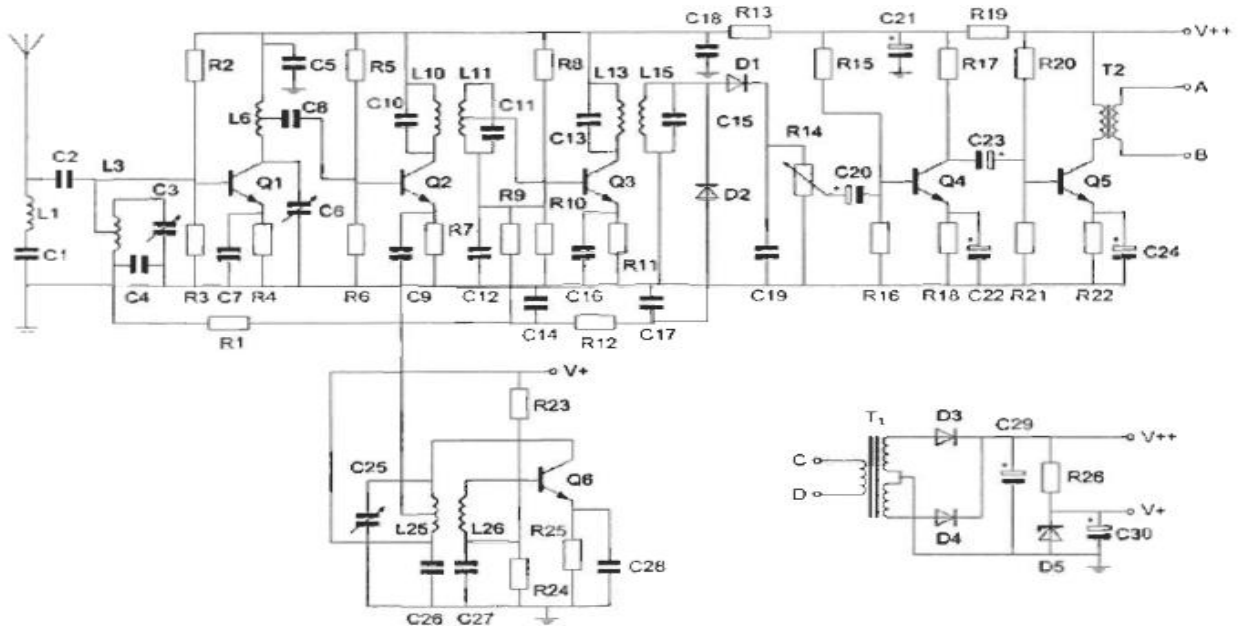 C18
R13
C21
R19
V++
R2
C5
R5
L10
L11
R8
L13
L15
D1
R15
R17
R20
T2
A
C8
C10
C11
C13
C15
L6
R14
C23
B
C2
L3
C3
Q1
Q2
Q3
C20
Q4
Q5
L1
C6
R9
D2
R10
R7
C1
R11
C24
C4
R3
C7
R4
R6
C9
C12
C16
C19
R16
R18
C22
R21
R22
R1
C14
R12
C17
V+
R23
T1
D3
C29
V++
C25
Q6
C
R26
D
L25
L26
R25
V+
D4
C30
R24
C28
D5
C26
C27